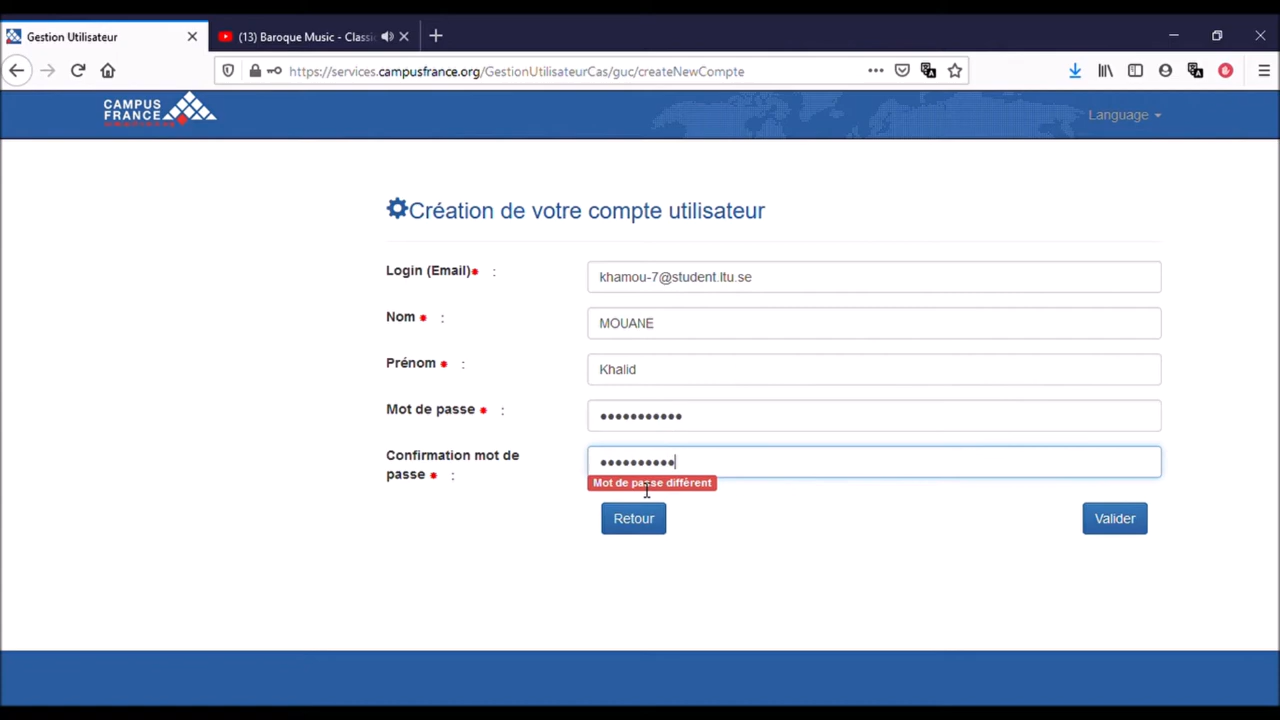 Gestion Utilisateur
(13) Baroque Music - Classi
https://services.campusfrance.org/GestionUtilisateurCas/guc/createNewCompte
CAMPUS
FRANCE
Language
Création de votre compte utilisateur
Login (Email)* :
khamou-7@student.ltu.se
Nom * :
MOUANE
Prénom * :
Khalid
Mot de passe * :
•••••••••••
Confirmation mot de
passe * :
••••••••••
Mot de passe différent
Retour
Valider